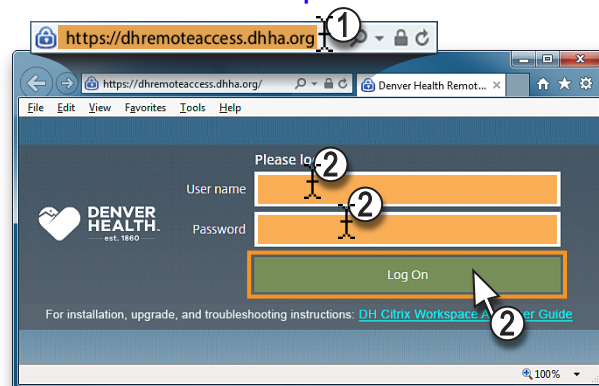 https://dhremoteaccess.dhha.org 1
https://dhremoteaccess.dhha.org/ Denver Health Remot...
File Edit View Favorites Tools Help
Please lo 2
User name
2
DENVER
HEALTH.
est. 1860
Password
Log On
For installation, upgrade, and troubleshooting instructions: DH Citrix Workspace Guide
2
100%